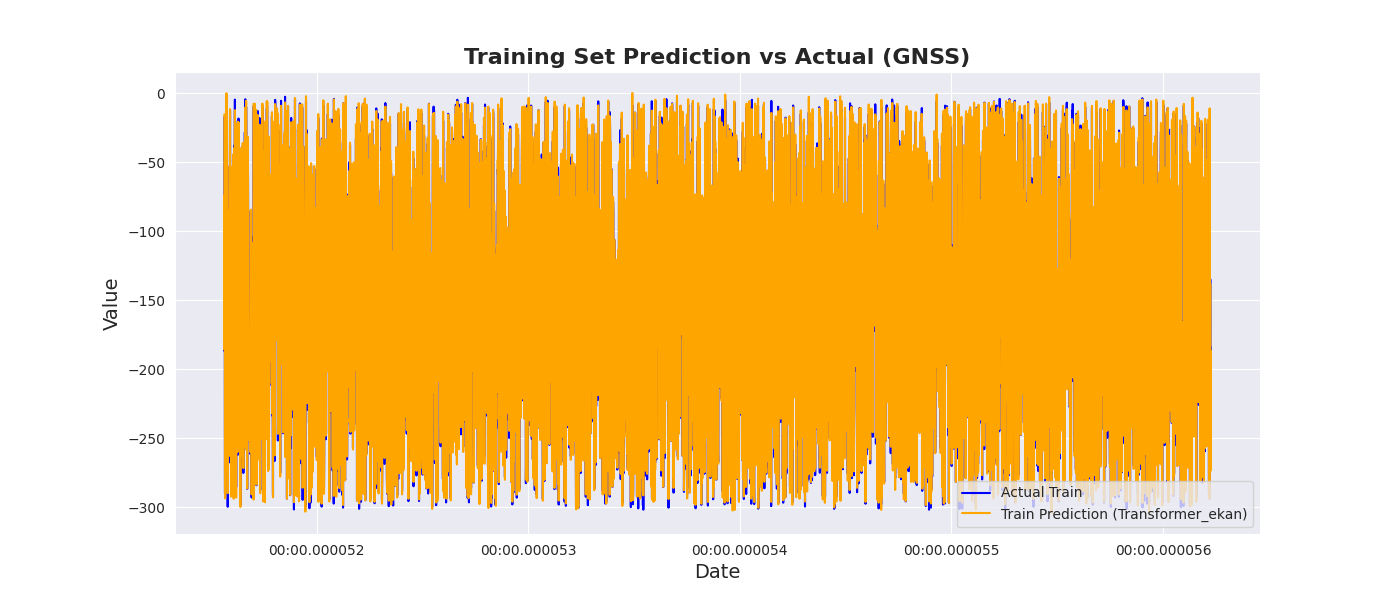 Training Set Prediction vs Actual (GNSS)
0
−50
−100
−150
−200
−250
−300
Value
Actual Train
Train Prediction (Transformer_ekan)
00:00.000052
00:00.000053
00:00.000054
00:00.000055
00:00.000056
Date